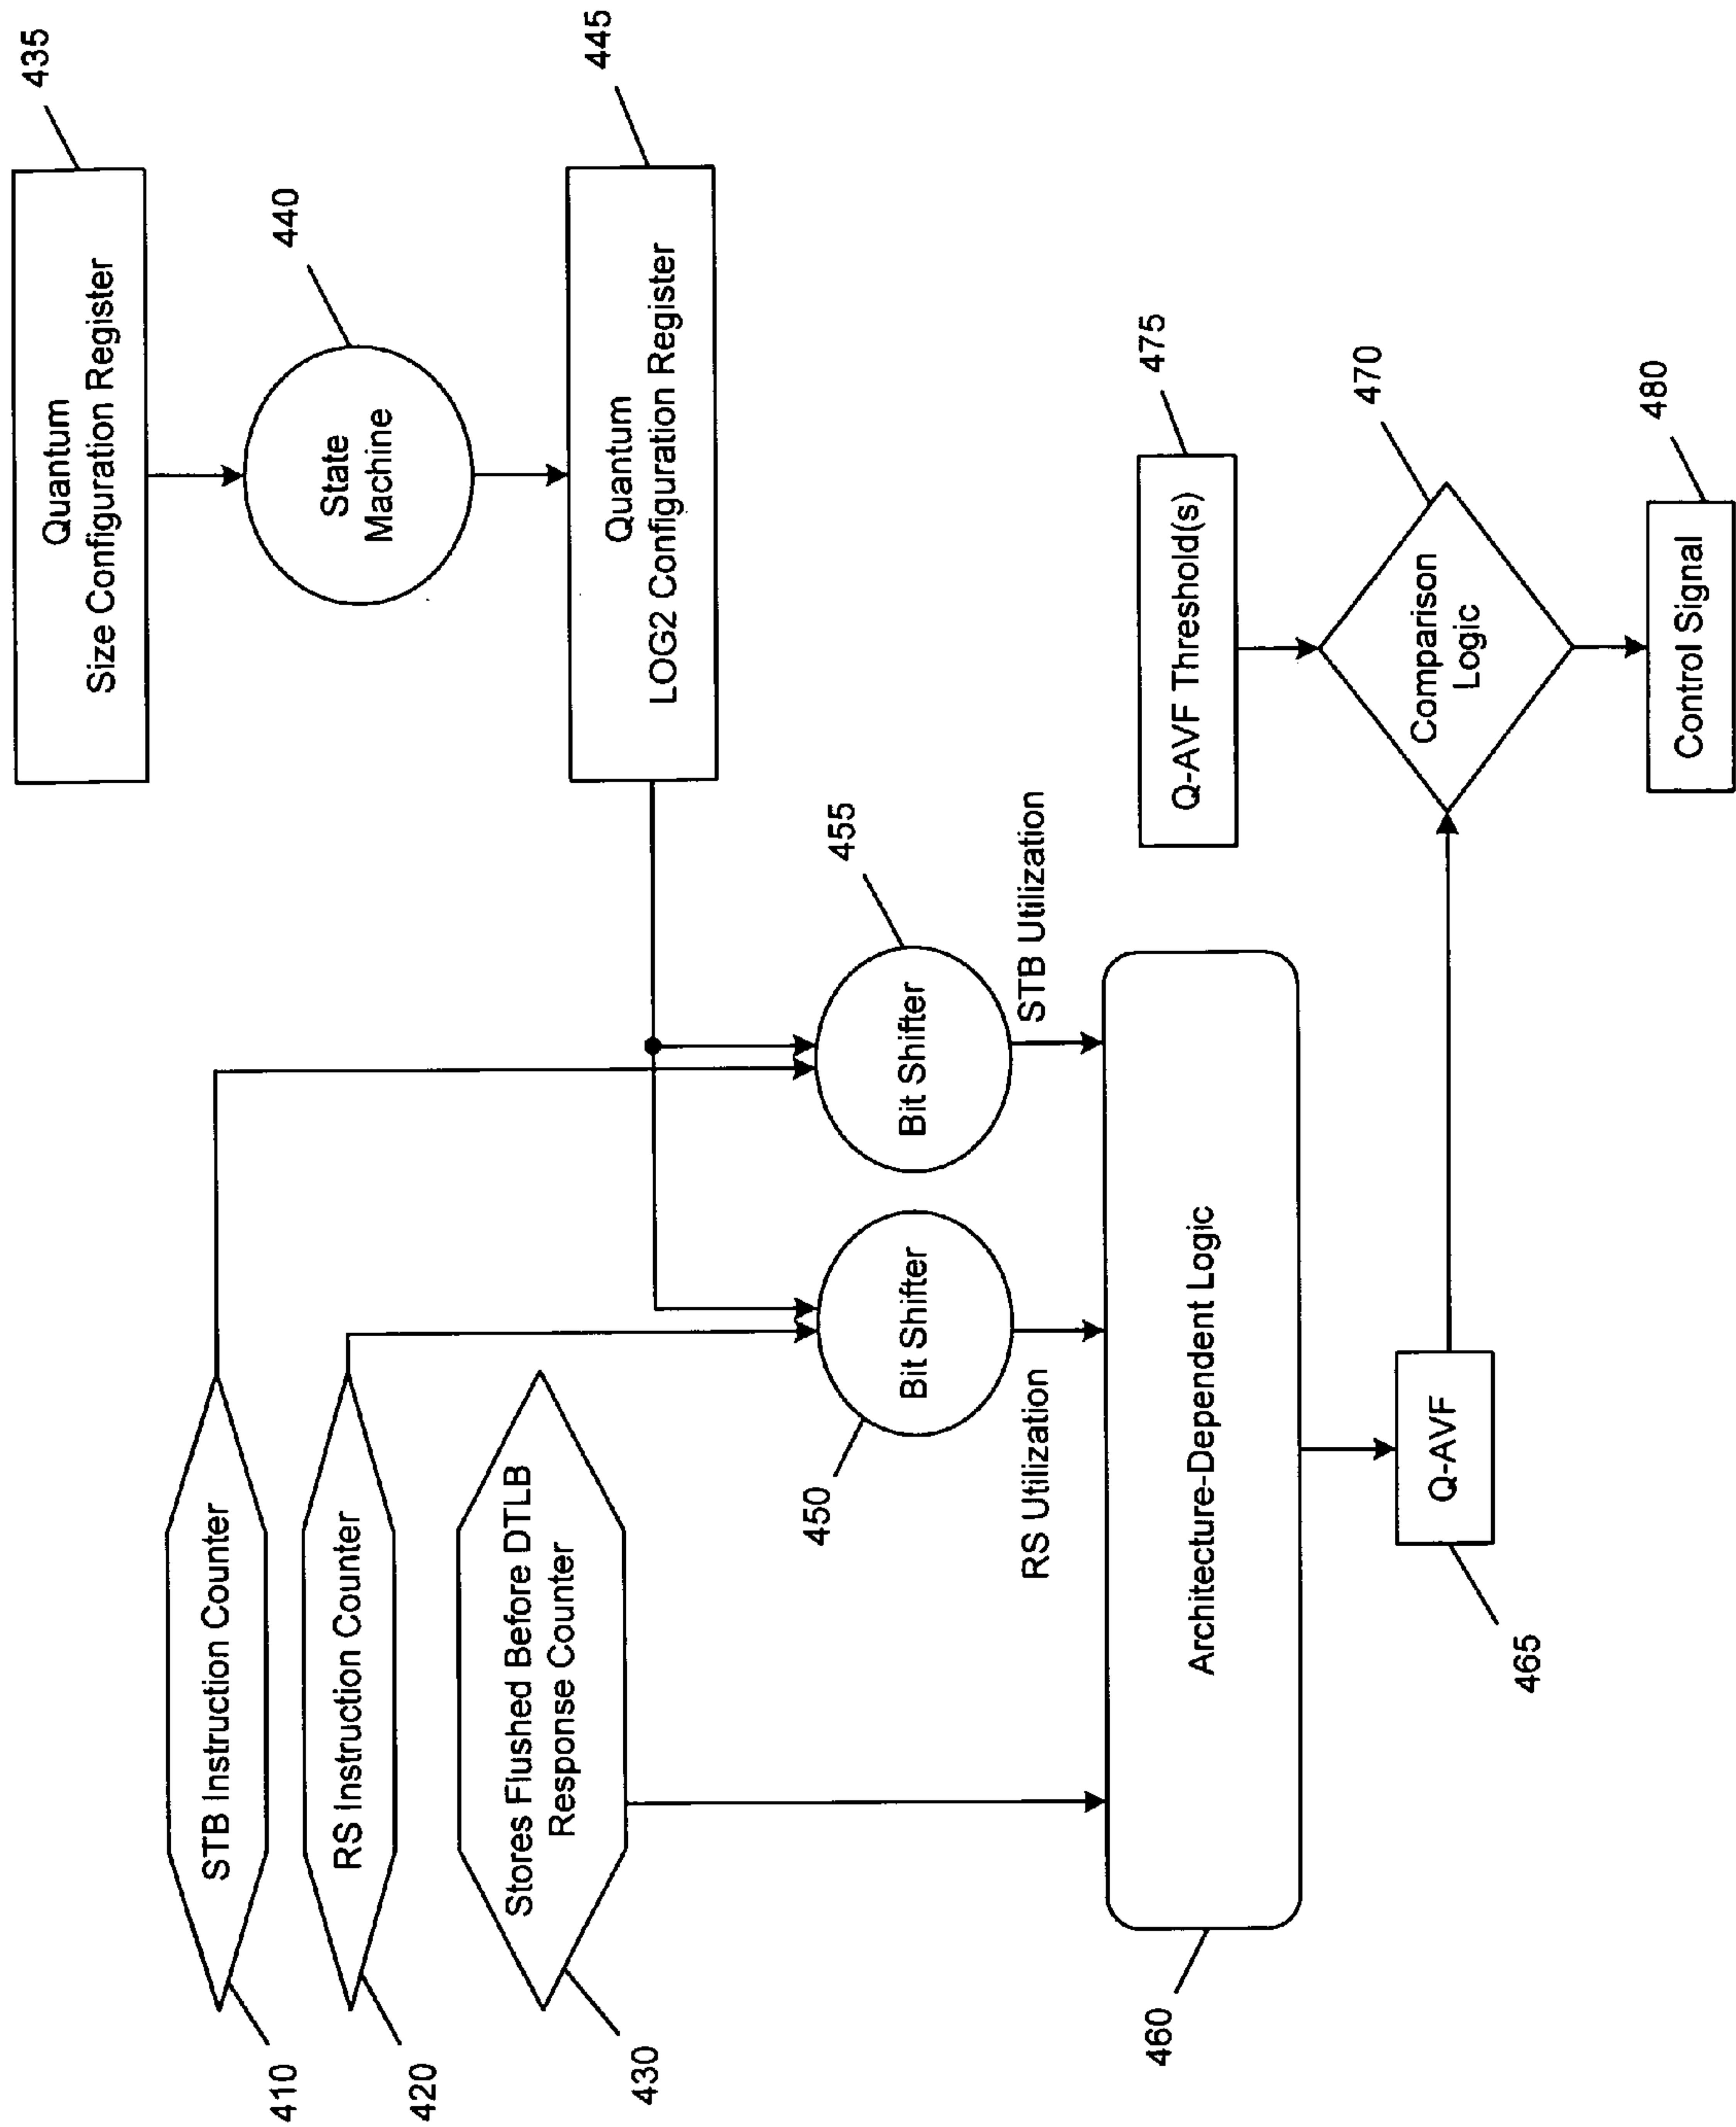 435
Quantum
Size Configuration Register
410
STB Instruction Counter
440
State
Machine
420
RS Instruction Counter
430
Stores Flushed Before DTLB
Response Counter
445
Quantum
LOG2 Configuration Register
450
Bit Shifter
455
Bit Shifter
RS Utilization
STB Utilization
460
Architecture-Dependent Logic
475
Q-AVF Threshold(s)
465
Q-AVF
470
Comparison
Logic
480
Control Signal